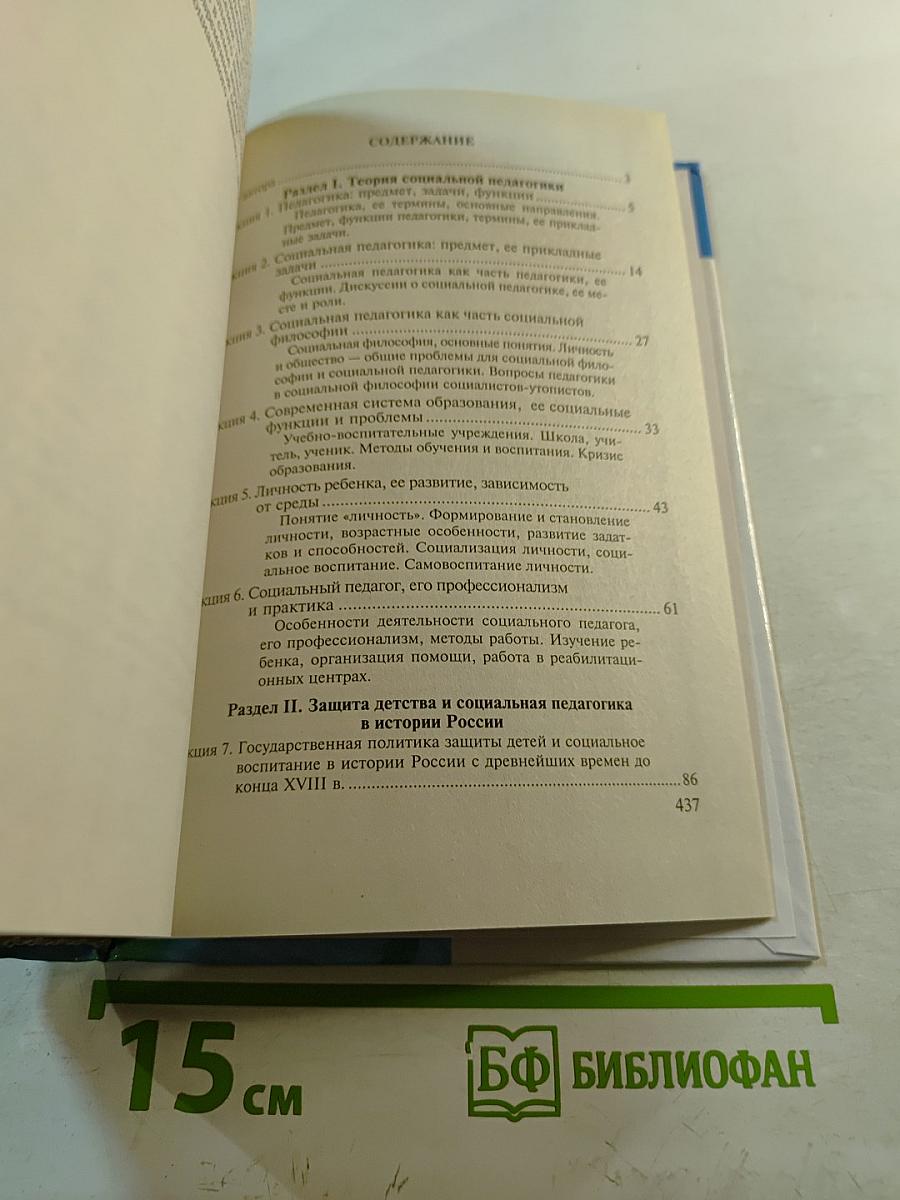 СОДЕРЖАНИЕ
автора ........ 3
Раздел I. Теория социальной педагогики
кция 1. Педагогика: предмет, задачи, функции ........ 5
Педагогика, ее термины, основные направления.
Предмет, функции педагогики, термины, ее приклад-
ные задачи.
кция 2. Социальная педагогика: предмет, ее прикладные
задачи ........ 14
Социальная педагогика как часть педагогики, ее
функции. Дискуссии о социальной педагогике, ее ме-
сте и роли.
кция 3. Социальная педагогика как часть социальной
философии ........ 27
Социальная философия, основные понятия. Личность
и общество — общие проблемы для социальной фило-
софии и социальной педагогики. Вопросы педагогики
в социальной философии социалистов-утопистов.
кция 4. Современная система образования, ее социальные
функции и проблемы ........ 33
Учебно-воспитательные учреждения. Школа, учи-
тель, ученик. Методы обучения и воспитания. Кризис
образования.
кция 5. Личность ребенка, ее развитие, зависимость
от среды ........ 43
Понятие «личность». Формирование и становление
личности, возрастные особенности, развитие задат-
ков и способностей. Социализация личности, соци-
альное воспитание. Самовоспитание личности.
кция 6. Социальный педагог, его профессионализм
и практика ........ 61
Особенности деятельности социального педагога,
его профессионализм, методы работы. Изучение ре-
бенка, организация помощи, работа в реабилитаци-
онных центрах.
Раздел II. Защита детства и социальная педагогика
в истории России
кция 7. Государственная политика защиты детей и социальное
воспитание в истории России с древнейших времен до
конца XVIII в. ........ 86
437
15 см
БФ БИБЛИОФАН